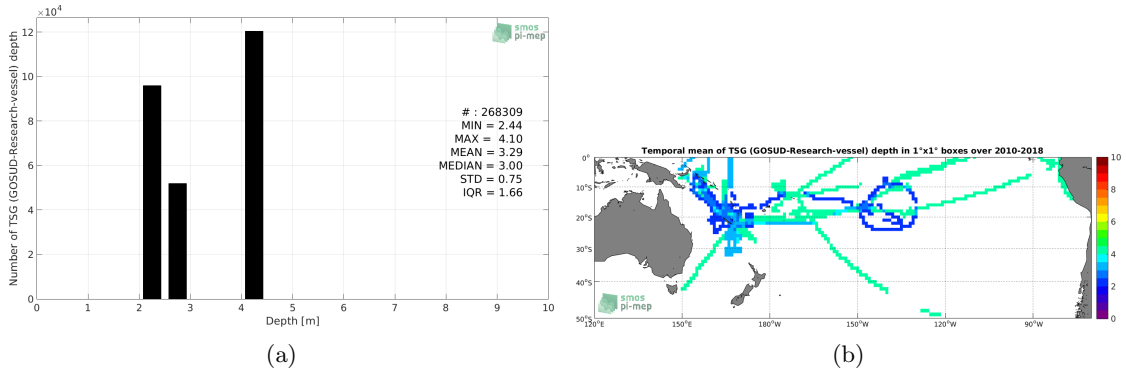 ×10⁴
12
10
8
6
4
2
0
Number of TSG (GOSUD-Research-vessel) depth
smos
pi-mep
# : 268309
MIN = 2.44
MAX = 4.10
MEAN = 3.29
MEDIAN = 3.00
STD = 0.75
IQR = 1.66
0 1 2 3 4 5 6 7 8 9 10
Depth [m]
(a)
Temporal mean of TSG (GOSUD-Research-vessel) depth in 1°x1° boxes over 2010-2018
0°
10°S
20°S
30°S
40°S
50°S
smos
pi-mep
120°E 150°E 180°W 150°W 120°W 90°W
10
8
6
4
2
0
(b)